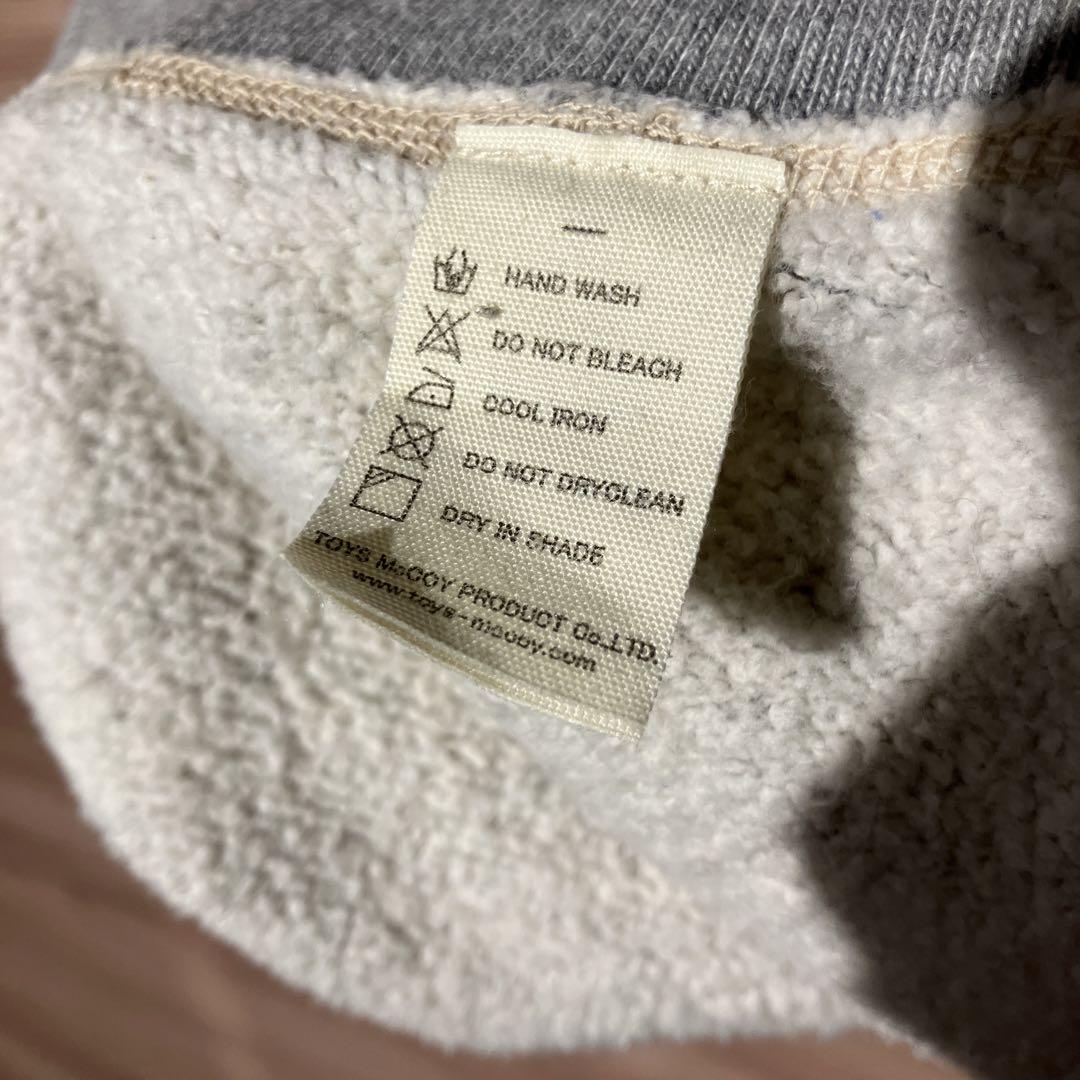 HAND WASH
DO NOT BLEACH
COOL IRON
DO NOT DRYCLEAN
DRY IN SHADE
TOYS McCOY PRODUCT Co.,LTD.
www.toys-mccoy.com